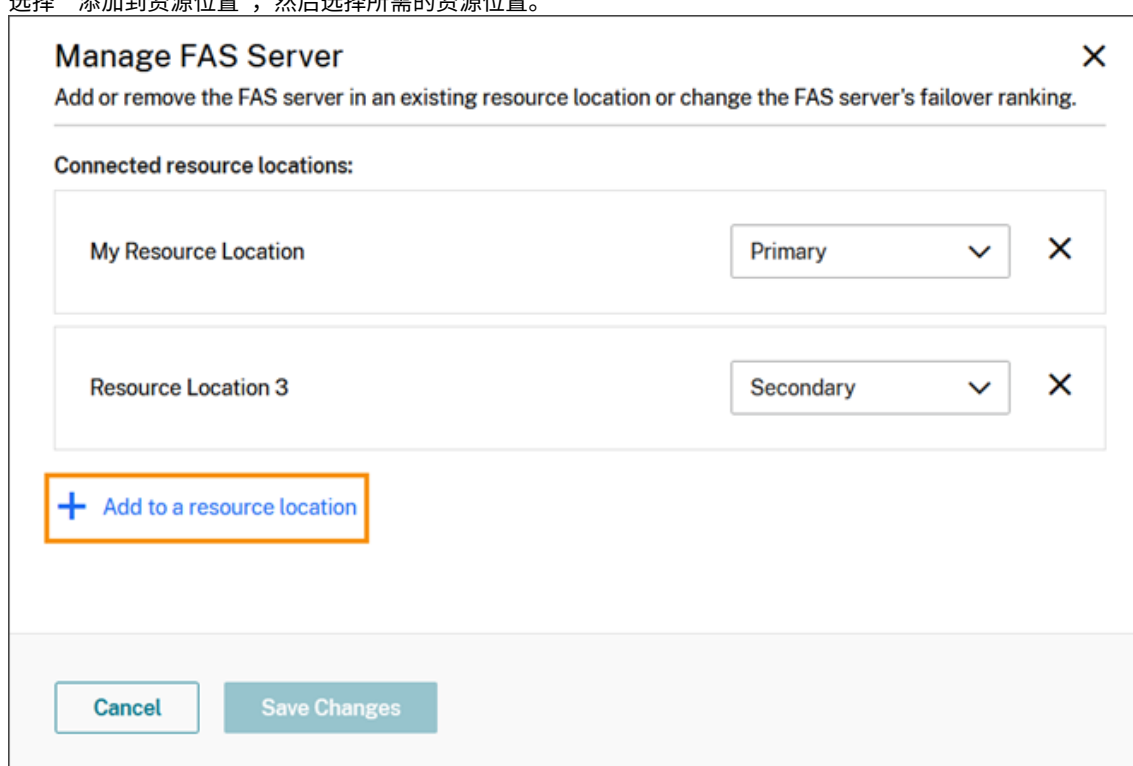 选择“添加到资源位置”，然后选择所需的资源位置。
Manage FAS Server
Add or remove the FAS server in an existing resource location or change the FAS server's failover ranking.
Connected resource locations:
My Resource Location
Primary
Resource Location 3
Secondary
Add to a resource location
Cancel
Save Changes